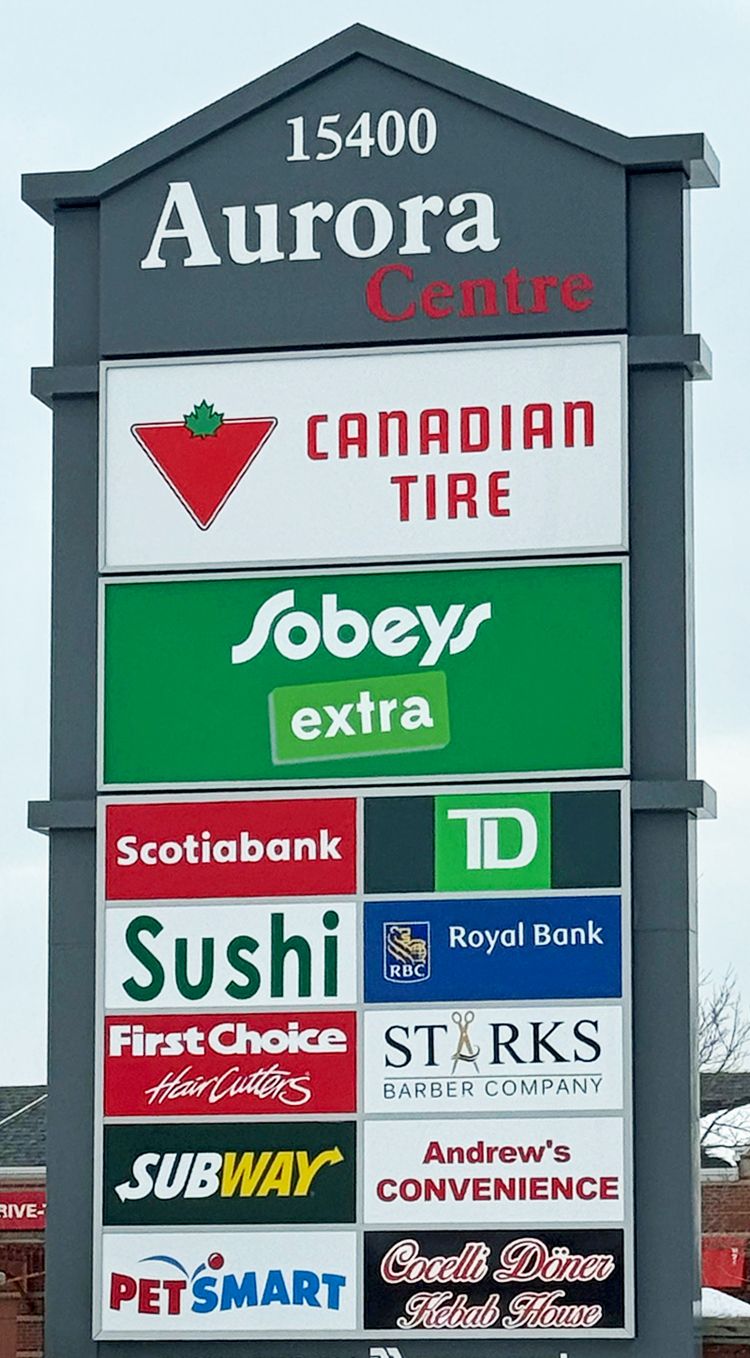 15400
Aurora
Centre
CANADIAN
TIRE
Sobeys
extra
Scotiabank
TD
Sushi
RBC
Royal Bank
First Choice
HairCutters
STARKS
BARBER COMPANY
SUBWAY
Andrew's
CONVENIENCE
PETSMART
Cocelli Döner
Kebab House
RIVE-